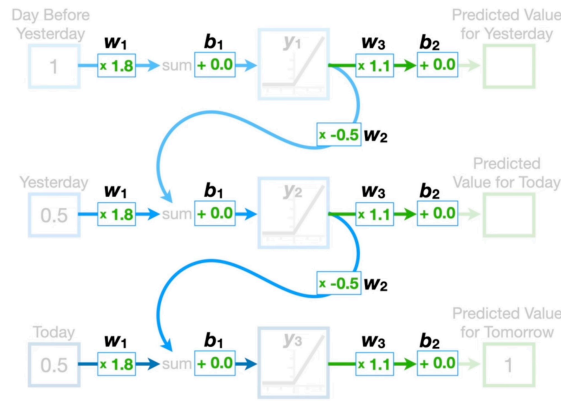 Day Before
Yesterday
Predicted Value
for Yesterday
w₁ b₁ y₁ w₃ b₂
1 × 1.8 sum + 0.0 × 1.1 + 0.0
× -0.5 w₂
Yesterday
Predicted
Value for Today
w₁ b₁ y₂ w₃ b₂
0.5 × 1.8 sum + 0.0 × 1.1 + 0.0
× -0.5 w₂
Today
Predicted Value
for Tomorrow
w₁ b₁ y₃ w₃ b₂
0.5 × 1.8 sum + 0.0 × 1.1 + 0.0 1